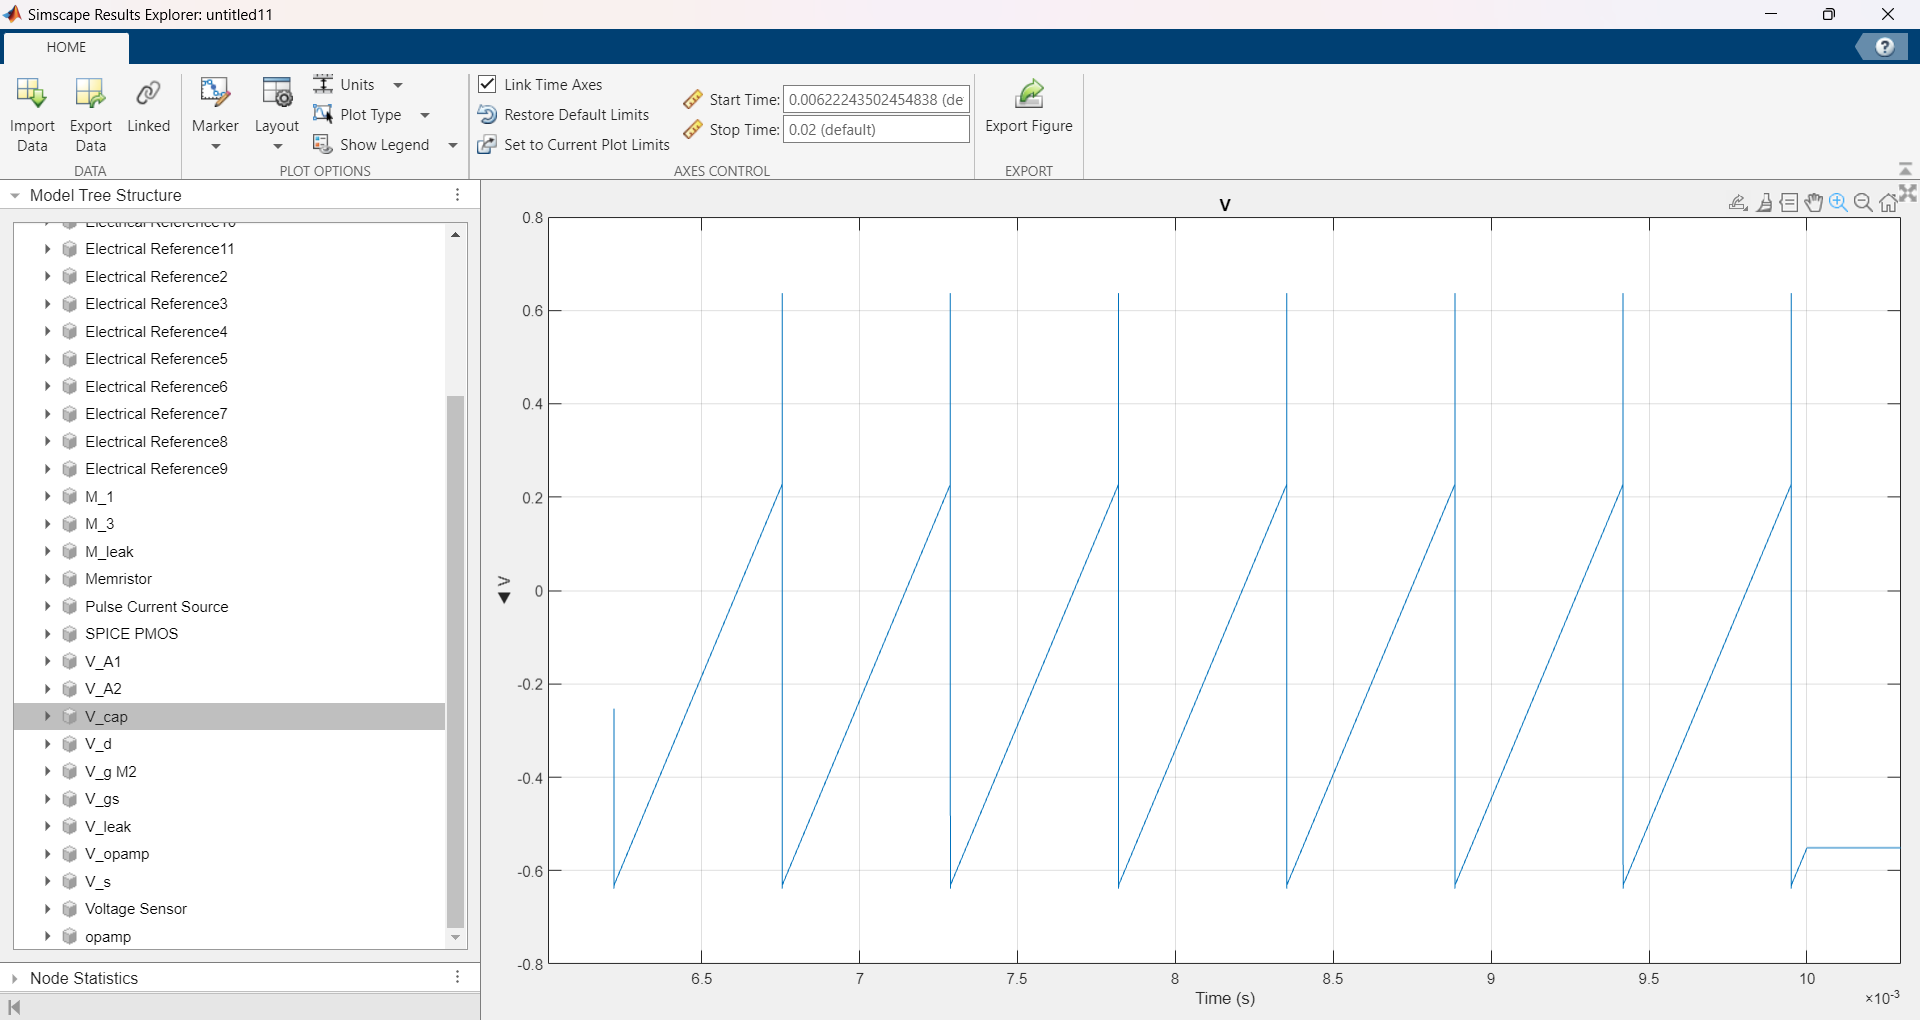 Simscape Results Explorer: untitled11
HOME
Import Data
Export Data
Linked
DATA
Marker
Layout
Units
Plot Type
Show Legend
PLOT OPTIONS
Link Time Axes
Restore Default Limits
Set to Current Plot Limits
Start Time: 0.00622243502454838 (de
Stop Time: 0.02 (default)
AXES CONTROL
Export Figure
EXPORT
Model Tree Structure
Electrical Reference10
Electrical Reference11
Electrical Reference2
Electrical Reference3
Electrical Reference4
Electrical Reference5
Electrical Reference6
Electrical Reference7
Electrical Reference8
Electrical Reference9
M_1
M_3
M_leak
Memristor
Pulse Current Source
SPICE PMOS
V_A1
V_A2
V_cap
V_d
V_g M2
V_gs
V_leak
V_opamp
V_s
Voltage Sensor
opamp
Node Statistics
V
0.8
0.6
0.4
0.2
0
-0.2
-0.4
-0.6
-0.8
V
6.5
7
7.5
8
8.5
9
9.5
10
Time (s)
×10-3